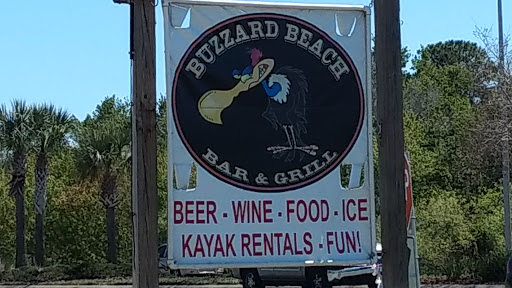 BUZZARD BEACH
BAR & GRILL
BEER - WINE - FOOD - ICE
KAYAK RENTALS - FUN!